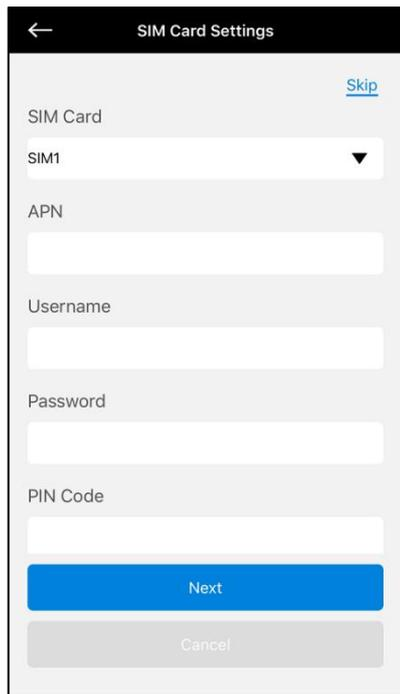 SIM Card Settings
Skip
SIM Card
SIM1
APN
Username
Password
PIN Code
Next
Cancel